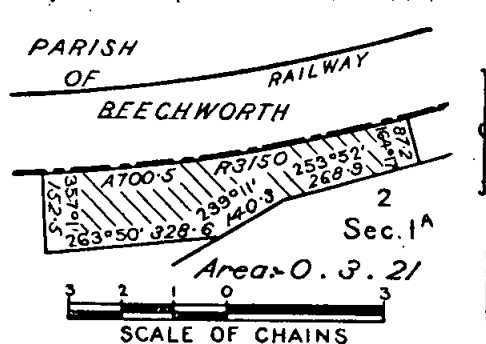 PARISH
OF
RAILWAY
BEECHWORTH
A700·5 R3150
357°11'
152·5
263°50' 328·6
239°11'
140·3
253°52'
268·9
164°17'
87·2
2
Sec. 1A
Area:- 0 . 3 . 21
3 2 1 0 3
SCALE OF CHAINS